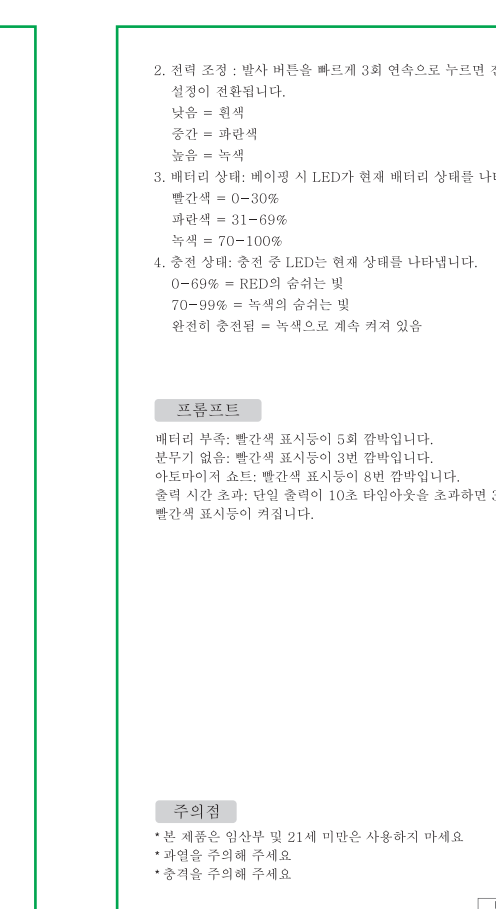 2. 전력 조정 : 발사 버튼을 빠르게 3회 연속으로 누르면
설정이 전환됩니다.
낮음 = 흰색
중간 = 파란색
높음 = 녹색
3. 배터리 상태: 베이핑 시 LED가 현재 배터리 상태를
빨간색 = 0-30%
파란색 = 31-69%
녹색 = 70-100%
4. 충전 상태: 충전 중 LED는 현재 상태를 나타냅니다.
0-69% = RED의 숨쉬는 빛
70-99% = 녹색의 숨쉬는 빛
완전히 충전됨 = 녹색으로 계속 켜져 있음
프롬프트
배터리 부족: 빨간색 표시등이 5회 깜박입니다.
분무기 없음: 빨간색 표시등이 3번 깜박입니다.
아토마이저 쇼트: 빨간색 표시등이 8번 깜박입니다.
출력 시간 초과: 단일 출력이 10초 타임아웃을 초과하면
빨간색 표시등이 켜집니다.
주의점
* 본 제품은 임산부 및 21세 미만은 사용하지 마세요
* 과열을 주의해 주세요
* 충격을 주의해 주세요